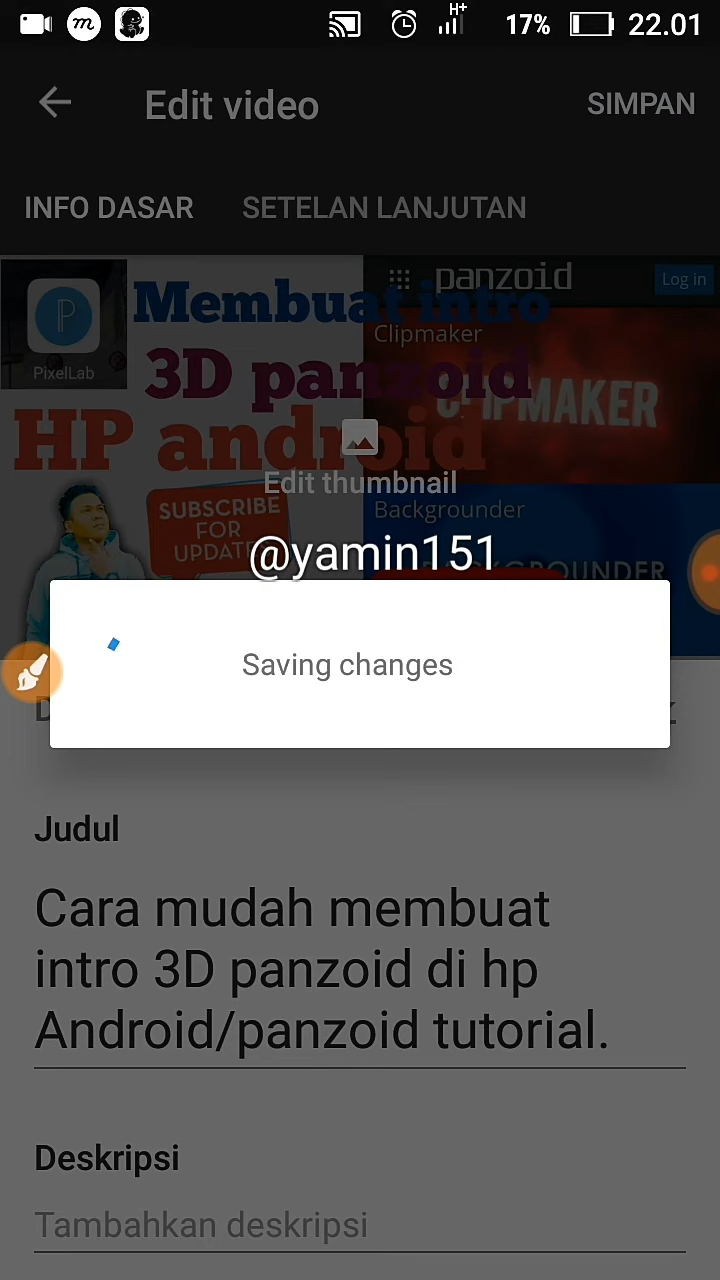 H+
17%
22.01
Edit video
SIMPAN
INFO DASAR
SETELAN LANJUTAN
panzoid
Log in
Membuat intro
Clipmaker
PixelLab
3D panzoid
CLIPMAKER
HP android
Edit thumbnail
SUBSCRIBE
FOR
UPDATE
Backgrounder
@yamin151
Saving changes
Judul
Cara mudah membuat
intro 3D panzoid di hp
Android/panzoid tutorial.
Deskripsi
Tambahkan deskripsi